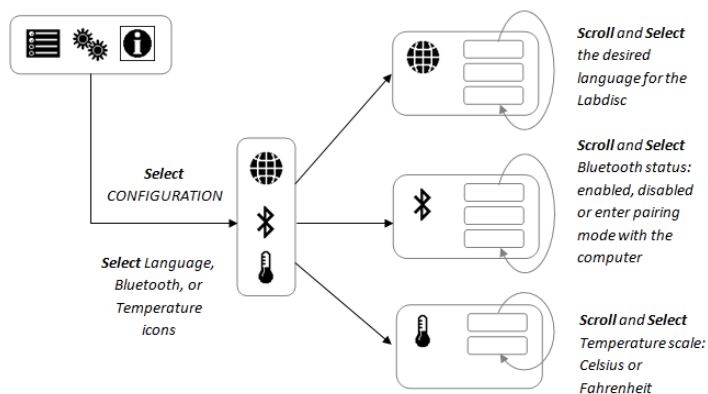 Scroll and Select
the desired
language for the
Labdisc
Select
CONFIGURATION
Scroll and Select
Bluetooth status:
enabled, disabled
or enter pairing
mode with the
computer
Select Language,
Bluetooth, or
Temperature
icons
Scroll and Select
Temperature scale:
Celsius or
Fahrenheit